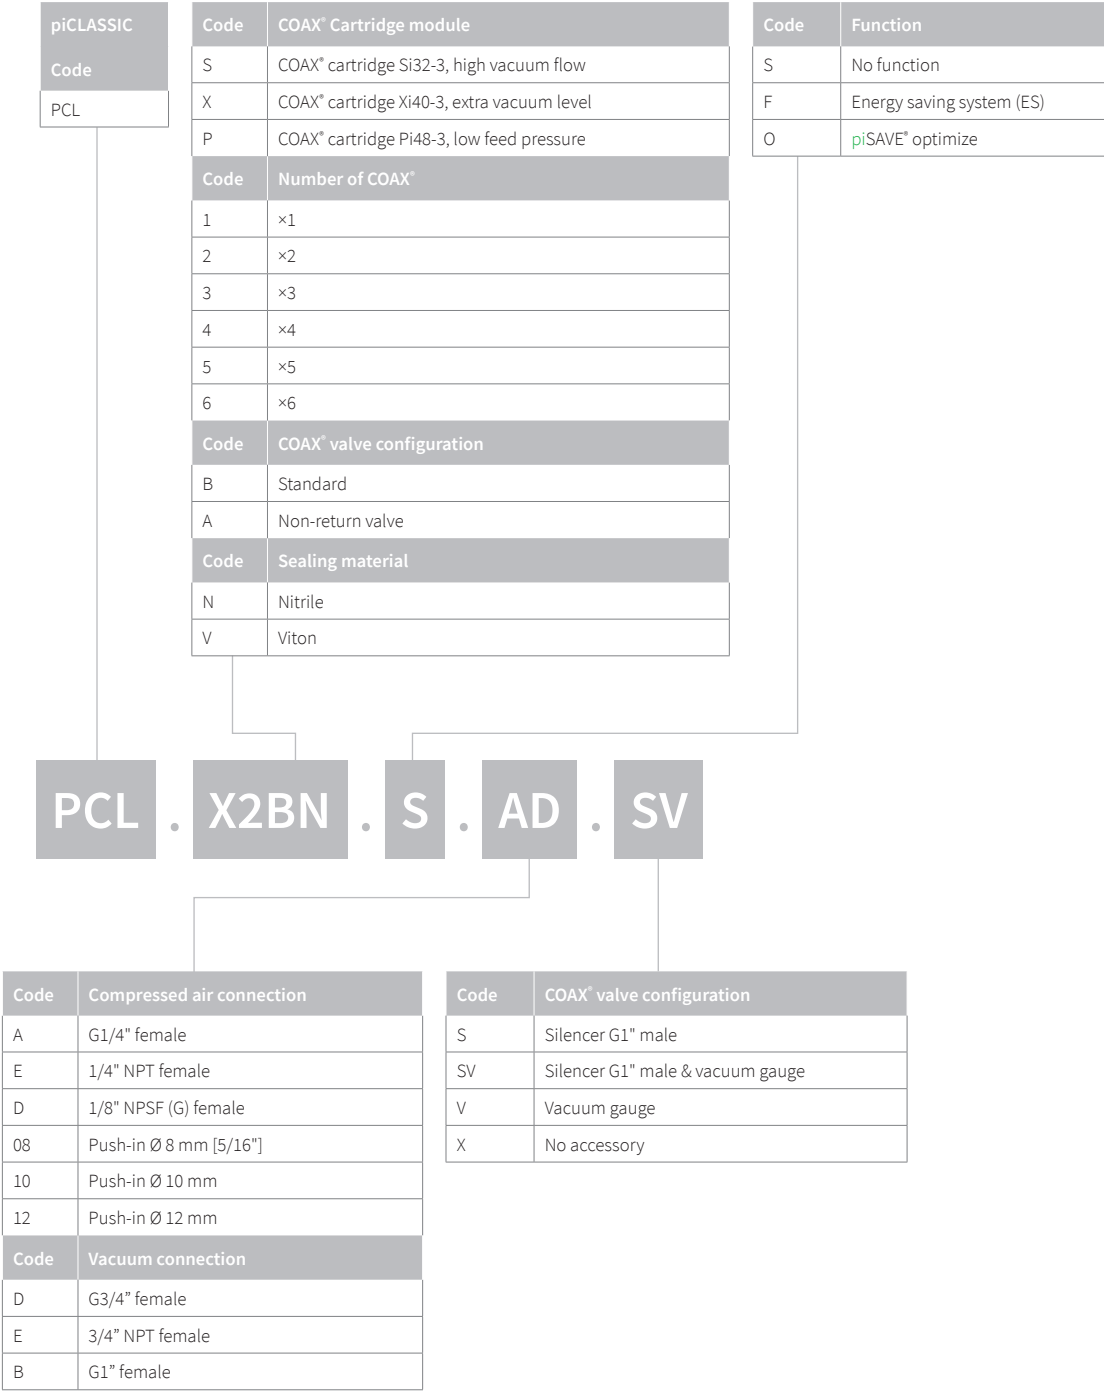 piCLASSIC
Code
PCL
Code COAX® Cartridge module
S COAX® cartridge Si32-3, high vacuum flow
X COAX® cartridge Xi40-3, extra vacuum level
P COAX® cartridge Pi48-3, low feed pressure
Code Number of COAX®
1 ×1
2 ×2
3 ×3
4 ×4
5 ×5
6 ×6
Code COAX® valve configuration
B Standard
A Non-return valve
Code Sealing material
N Nitrile
V Viton
Code Function
S No function
F Energy saving system (ES)
O piSAVE® optimize
PCL . X2BN . S . AD . SV
Code Compressed air connection
A G1/4" female
E 1/4" NPT female
D 1/8" NPSF (G) female
08 Push-in Ø 8 mm [5/16"]
10 Push-in Ø 10 mm
12 Push-in Ø 12 mm
Code Vacuum connection
D G3/4” female
E 3/4” NPT female
B G1” female
Code COAX® valve configuration
S Silencer G1" male
SV Silencer G1" male & vacuum gauge
V Vacuum gauge
X No accessory